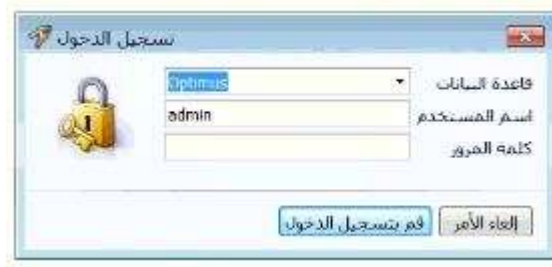 تسجيل الدخول
قاعدة البيانات Optimus
اسم المستخدم admin
كلمة المرور
إلغاء الأمر قم بتسجيل الدخول